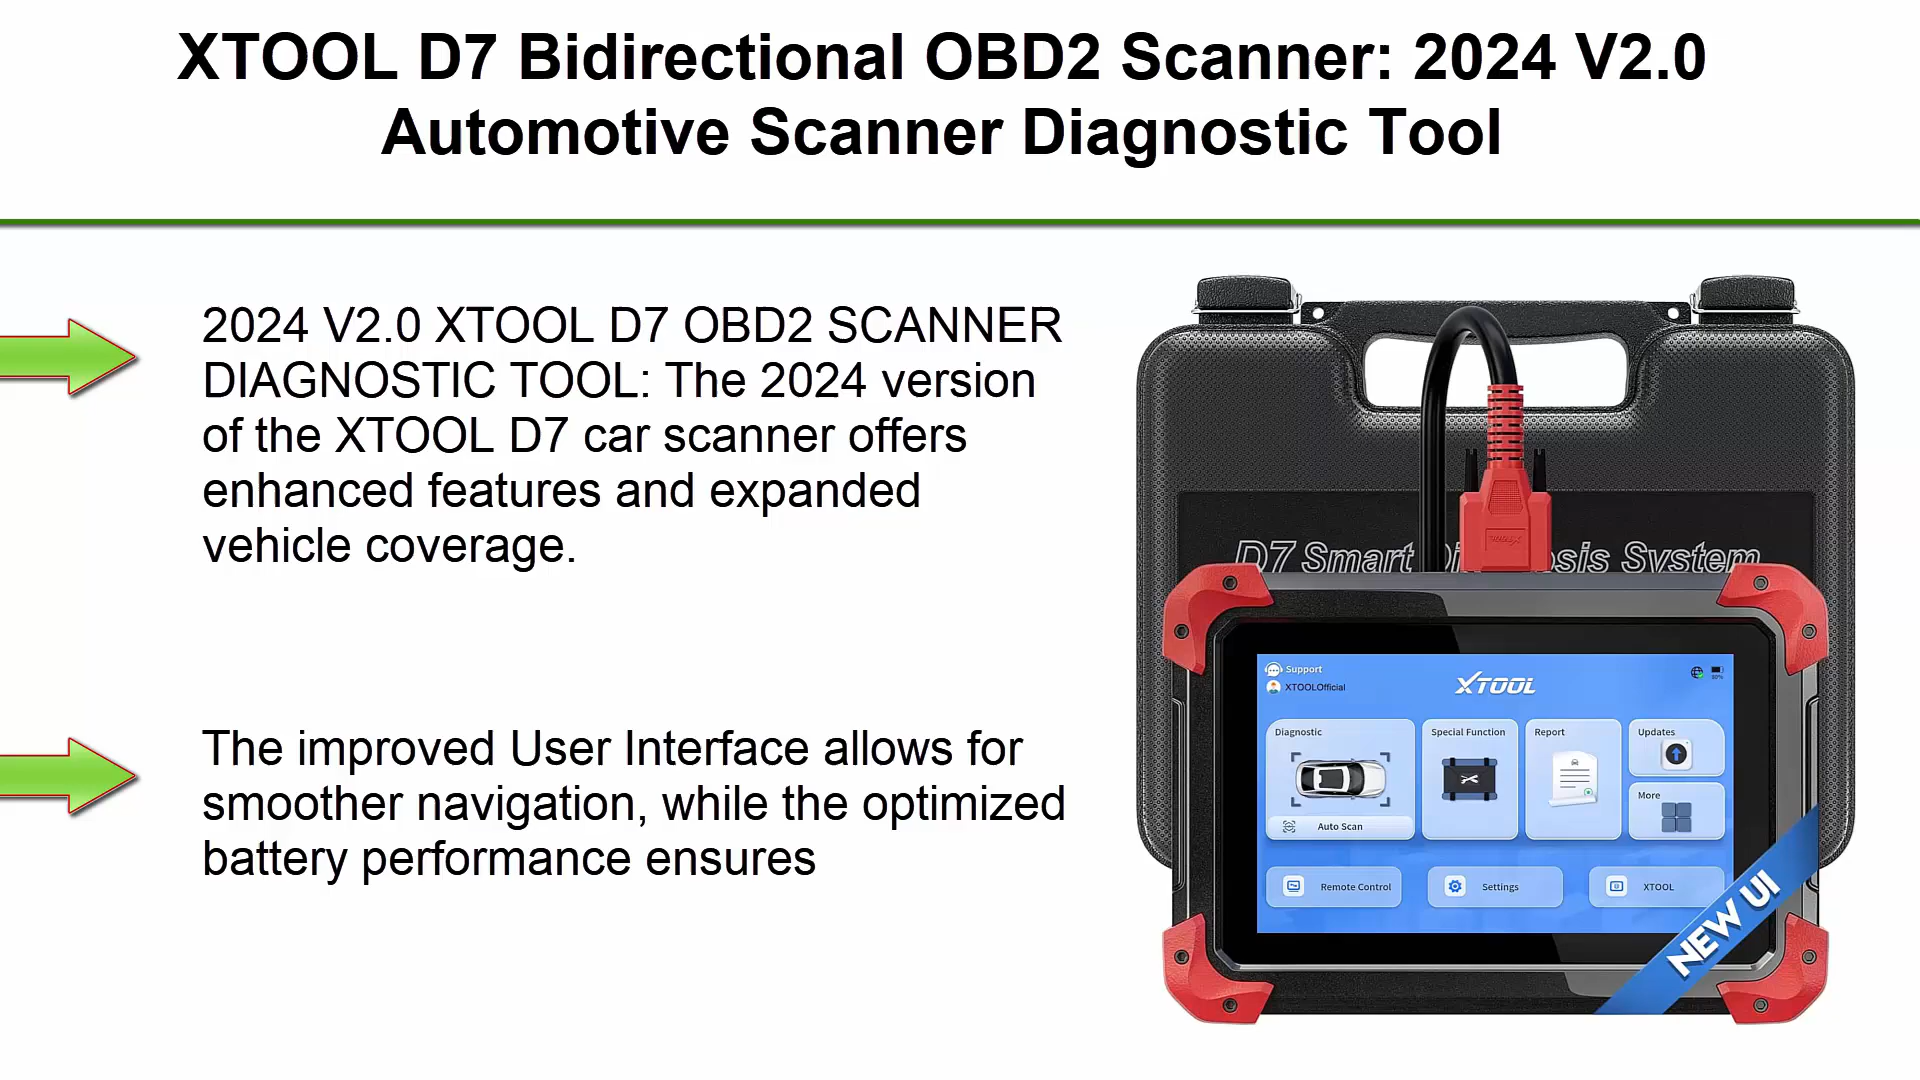 XTOOL D7 Bidirectional OBD2 Scanner: 2024 V2.0
Automotive Scanner Diagnostic Tool
2024 V2.0 XTOOL D7 OBD2 SCANNER
DIAGNOSTIC TOOL: The 2024 version
of the XTOOL D7 car scanner offers
enhanced features and expanded
vehicle coverage.
The improved User Interface allows for
smoother navigation, while the optimized
battery performance ensures
D7 Smart System
Support
XTOOLOfficial
XTOOL
Diagnostic
Auto Scan
Special Function
Report
Updates
More
Remote Control
Settings
XTOOL
NEW UI